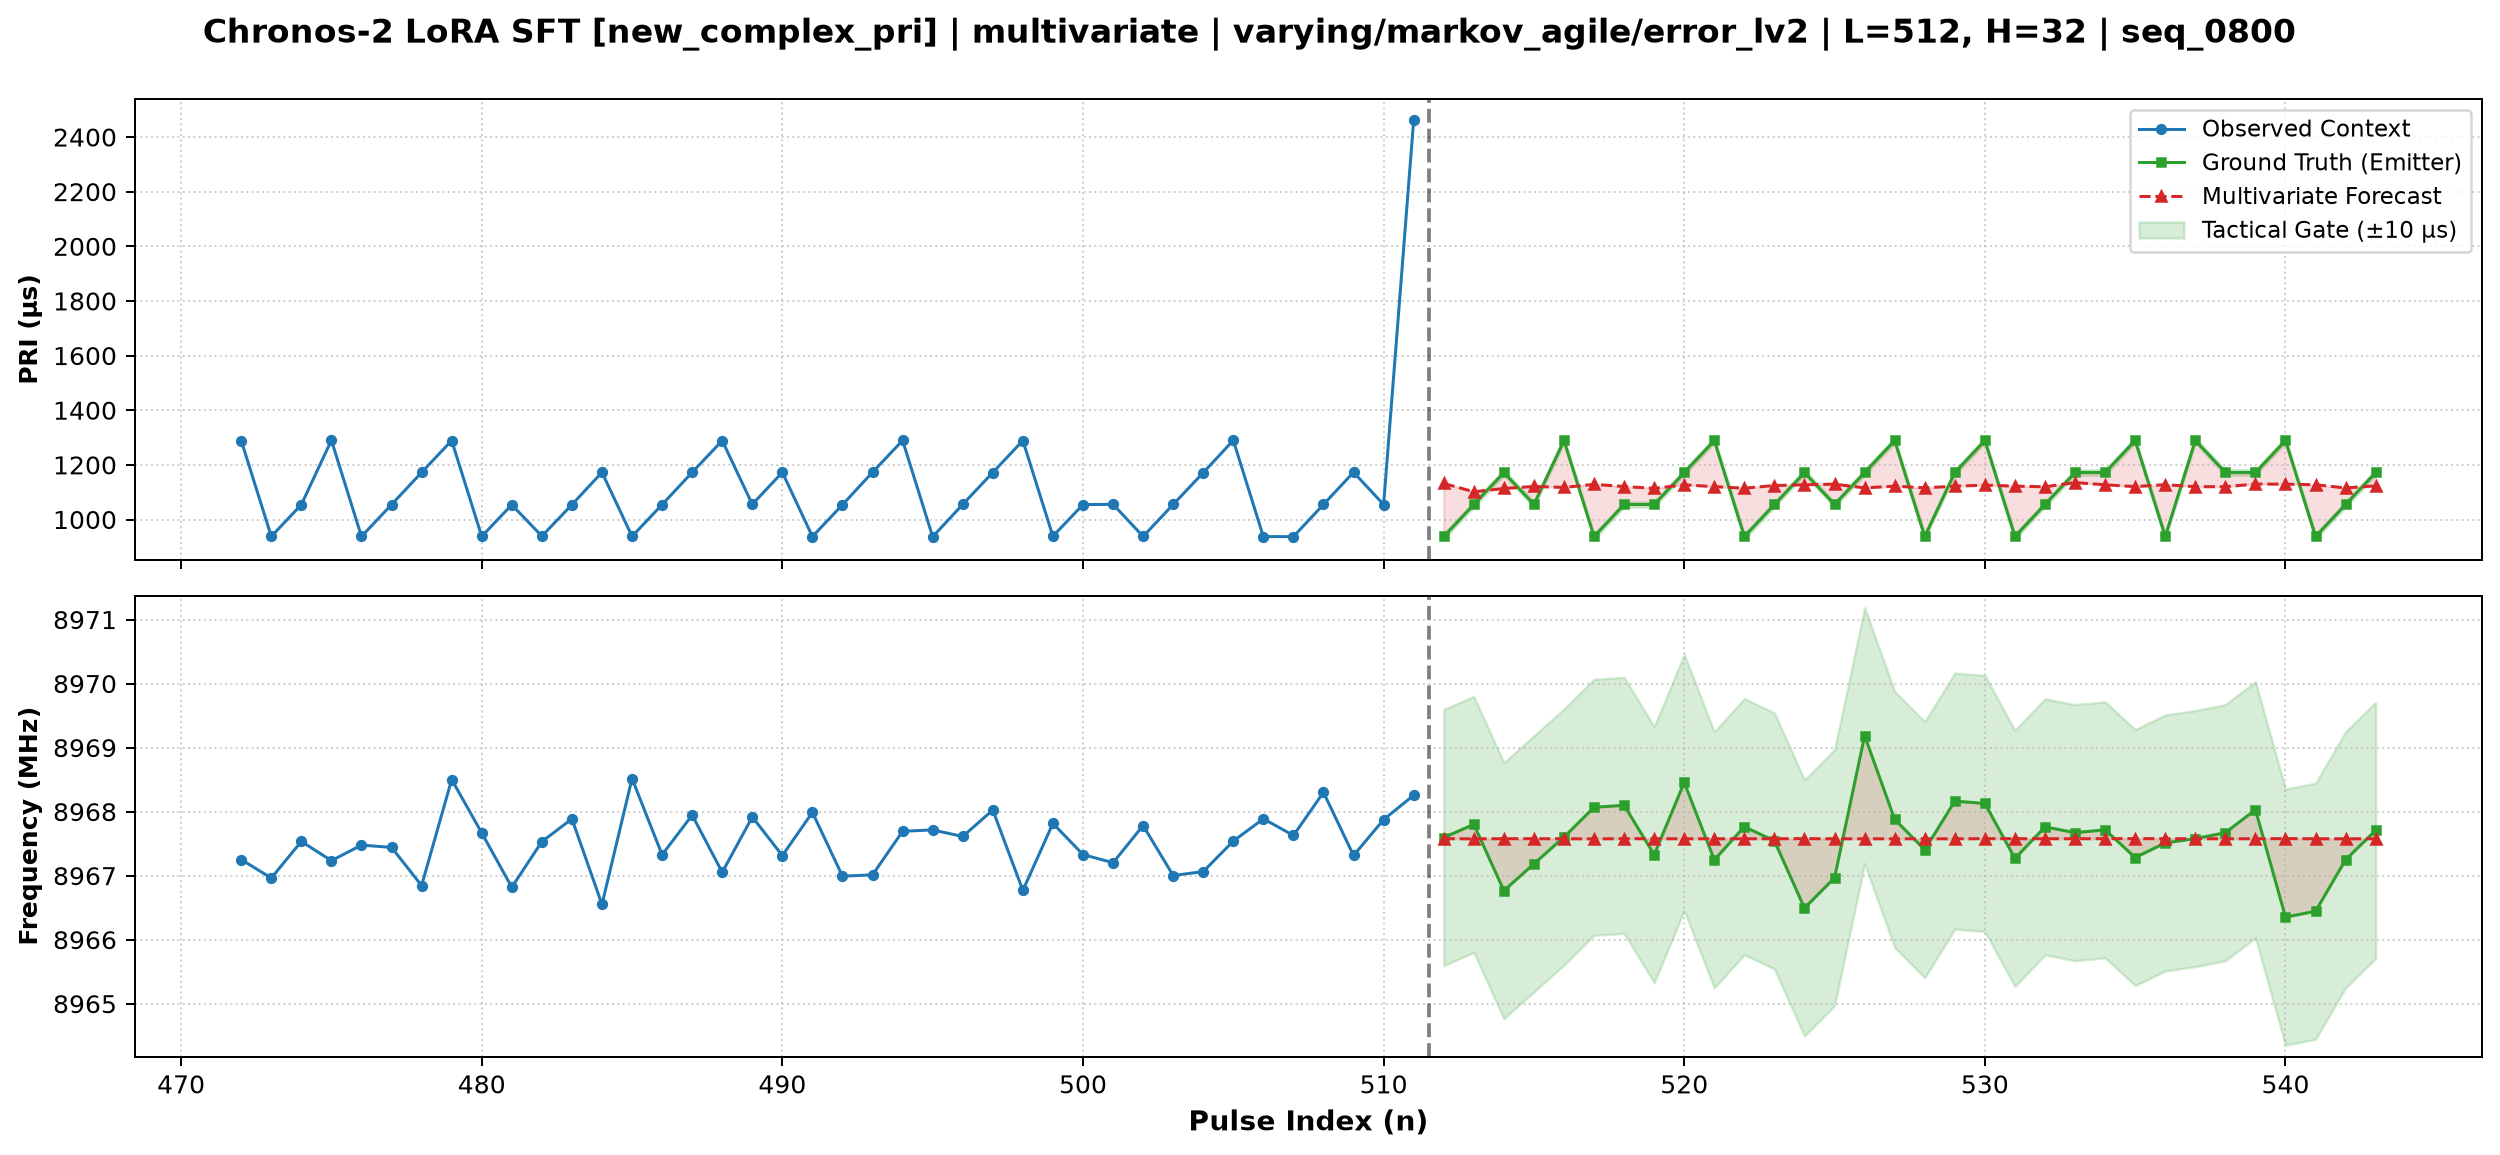 Chronos-2 LoRA SFT [new_complex_pri] | multivariate | varying/markov_agile/error_lv2 | L=512, H=32 | seq_0800
PRI (µs)
2400
2200
2000
1800
1600
1400
1200
1000
Observed Context
Ground Truth (Emitter)
Multivariate Forecast
Tactical Gate (±10 µs)
Frequency (MHz)
8971
8970
8969
8968
8967
8966
8965
470 480 490 500 510 520 530 540
Pulse Index (n)